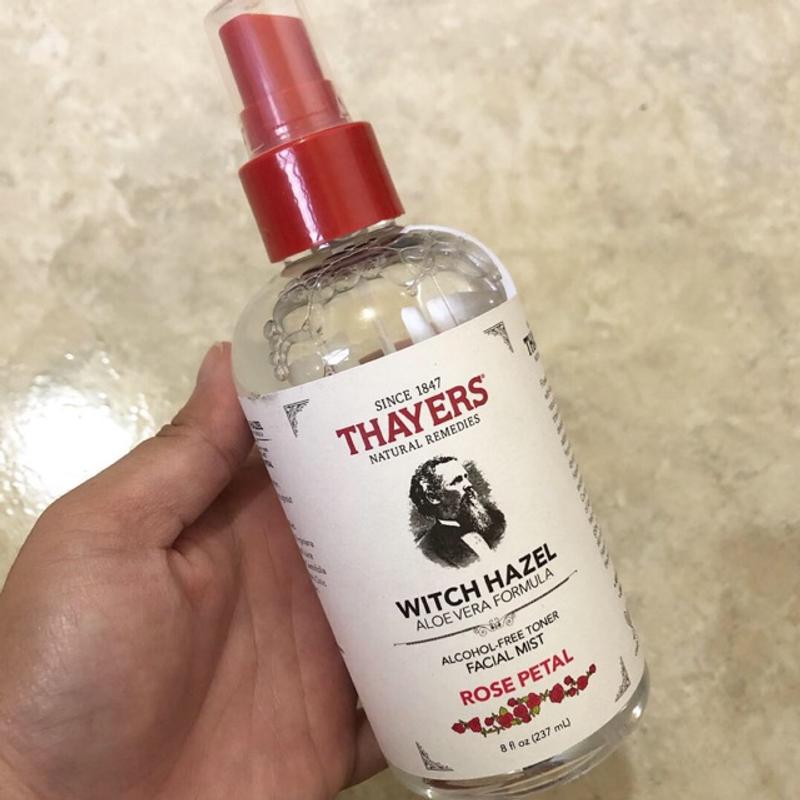 SINCE 1847
THAYERS®
NATURAL REMEDIES
WITCH HAZEL
ALOE VERA FORMULA
ALCOHOL-FREE TONER
FACIAL MIST
ROSE PETAL
8 fl oz (237 mL)